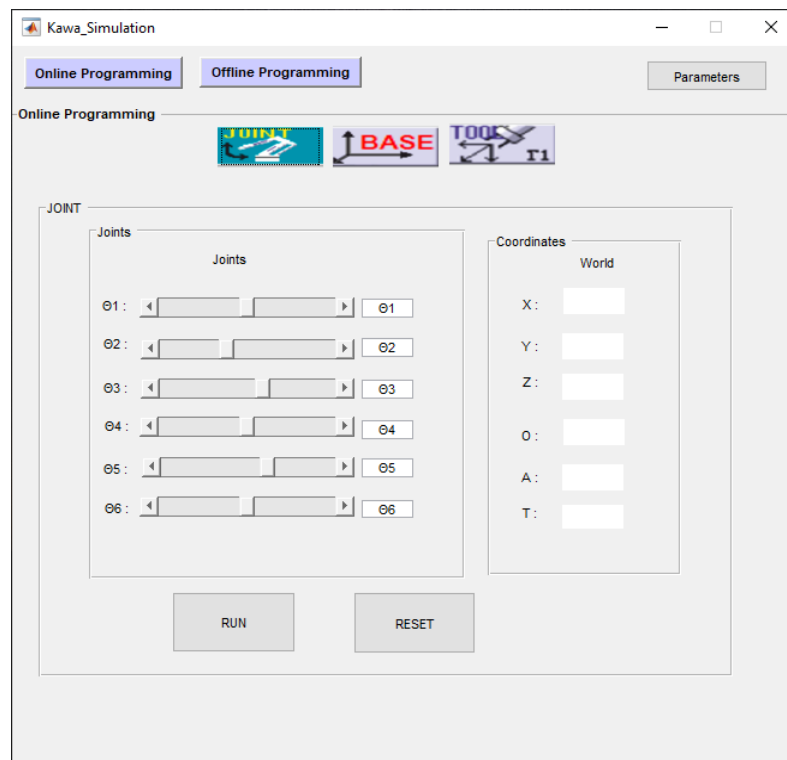 Kawa_Simulation
Online Programming
Offline Programming
Parameters
Online Programming
JOINT
BASE
TOOL
T1
JOINT
Joints
Joints
Θ1 :
Θ1
Θ2 :
Θ2
Θ3 :
Θ3
Θ4 :
Θ4
Θ5 :
Θ5
Θ6 :
Θ6
Coordinates
World
X :
Y :
Z :
O :
A :
T :
RUN
RESET